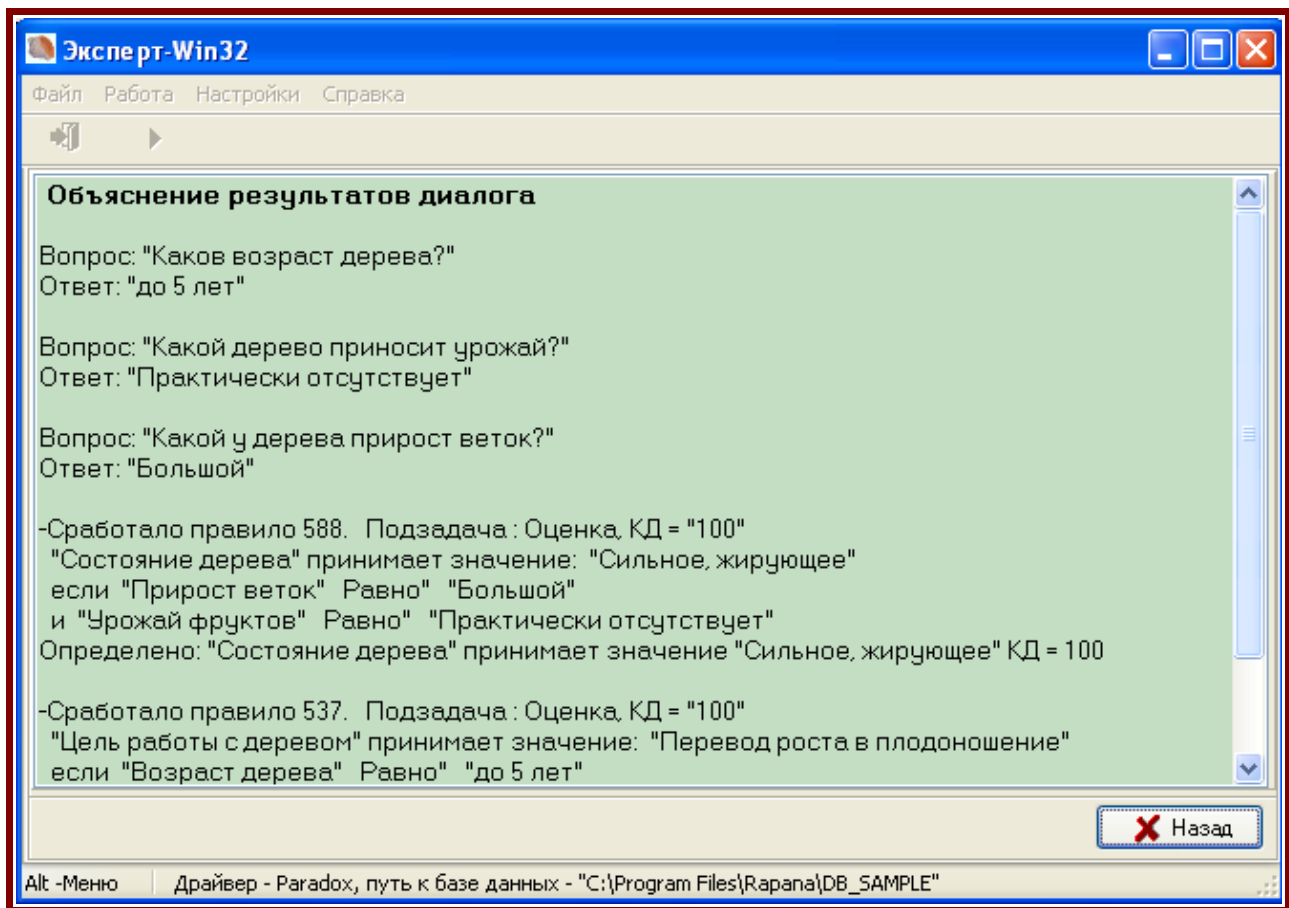 Эксперт-Win32
Файл Работа Настройки Справка
Объяснение результатов диалога
Вопрос: "Каков возраст дерева?"
Ответ: "до 5 лет"
Вопрос: "Какой дерево приносит урожай?"
Ответ: "Практически отсутствует"
Вопрос: "Какой у дерева прирост веток?"
Ответ: "Большой"
-Сработало правило 588. Подзадача : Оценка, КД = "100"
"Состояние дерева" принимает значение: "Сильное, жирующее"
если "Прирост веток" Равно" "Большой"
и "Урожай фруктов" Равно" "Практически отсутствует"
Определено: "Состояние дерева" принимает значение "Сильное, жирующее" КД = 100
-Сработало правило 537. Подзадача : Оценка, КД = "100"
"Цель работы с деревом" принимает значение: "Перевод роста в плодоношение"
если "Возраст дерева" Равно" "до 5 лет"
Назад
Alt -Меню Драйвер - Paradox, путь к базе данных - "C:\Program Files\Rapana\DB_SAMPLE"